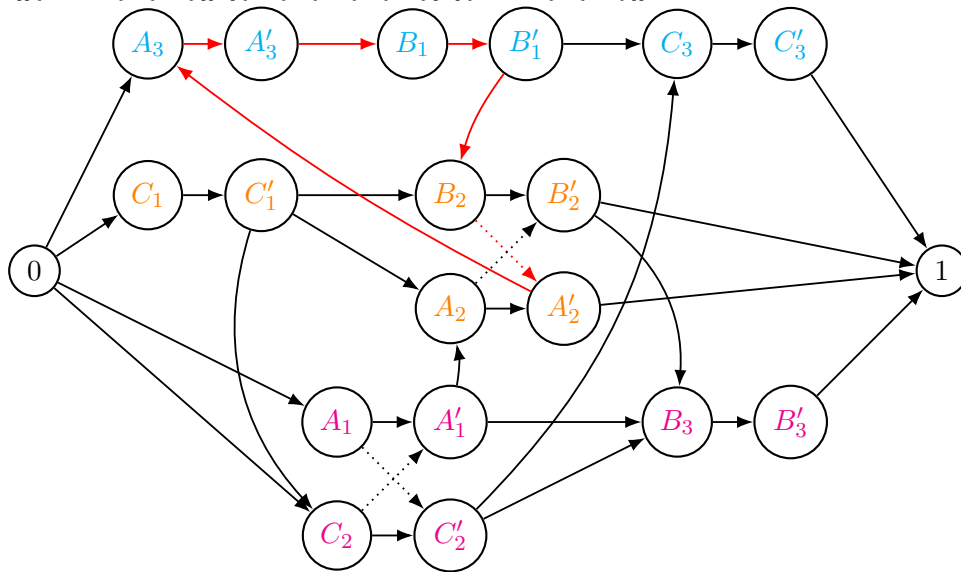 A₃ A′₃ B₁ B′₁ C₃ C′₃
C₁ C′₁ B₂ B′₂
0 1
A₂ A′₂
A₁ A′₁ B₃ B′₃
C₂ C′₂